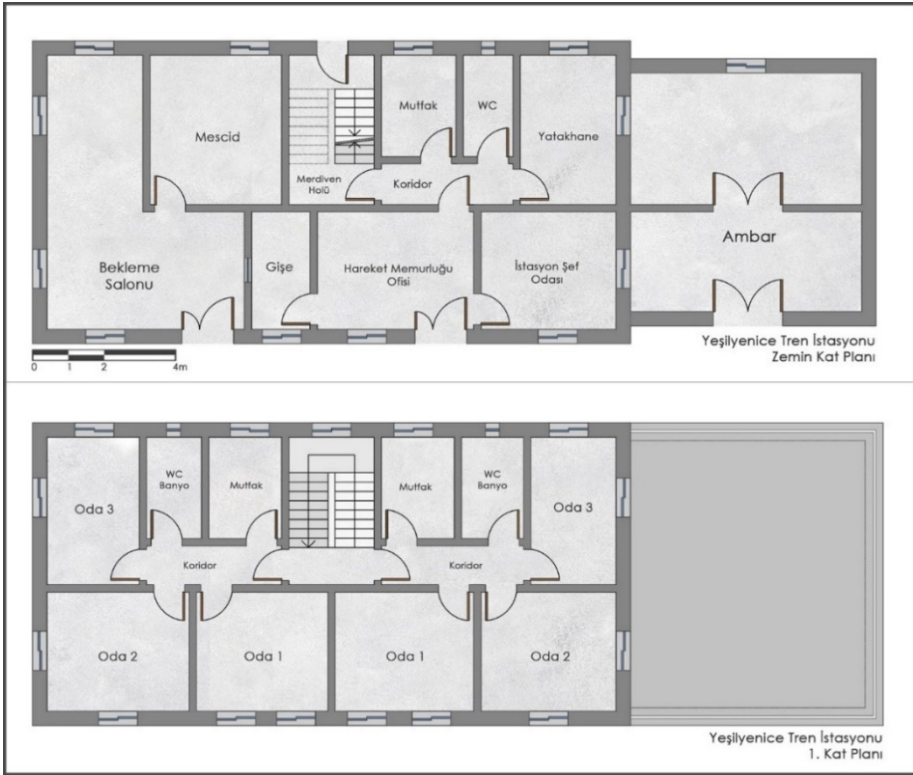 Mutfak
WC
Yatakhane
Mescid
Merdiven
Holü
Koridor
Bekleme
Salonu
Gişe
Hareket Memurluğu
Ofisi
İstasyon Şef
Odası
Ambar
0 1 2 4m
Yeşilyenice Tren İstasyonu
Zemin Kat Planı
Oda 3
WC
Banyo
Mutfak
Mutfak
WC
Banyo
Oda 3
Koridor
Koridor
Oda 2
Oda 1
Oda 1
Oda 2
Yeşilyenice Tren İstasyonu
1. Kat Planı